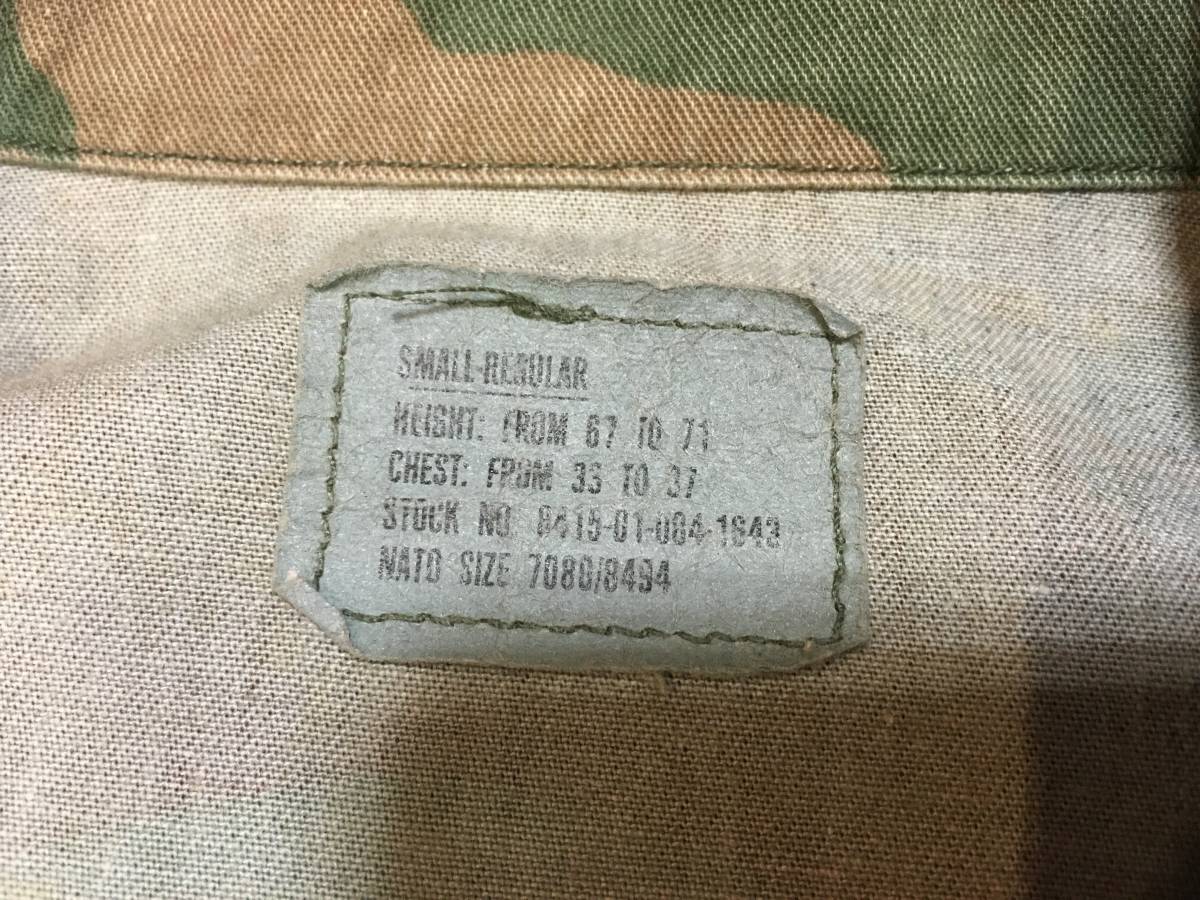 SMALL-REGULAR
HEIGHT: FROM 67 TO 71
CHEST: FROM 33 TO 37
STOCK NO. 8415-01-084-1643
NATO SIZE 7080/8494